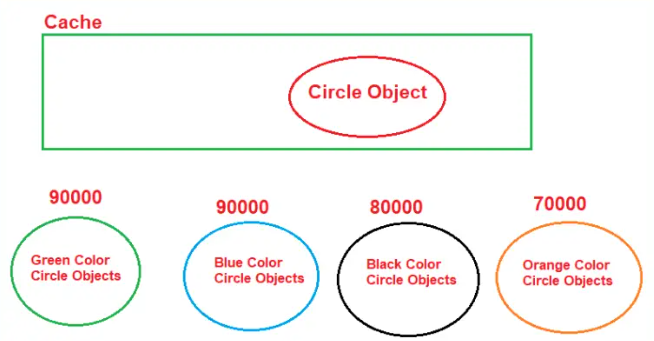 Cache
Circle Object
90000
90000
80000
70000
Green Color
Circle Objects
Blue Color
Circle Objects
Black Color
Circle Objects
Orange Color
Circle Objects